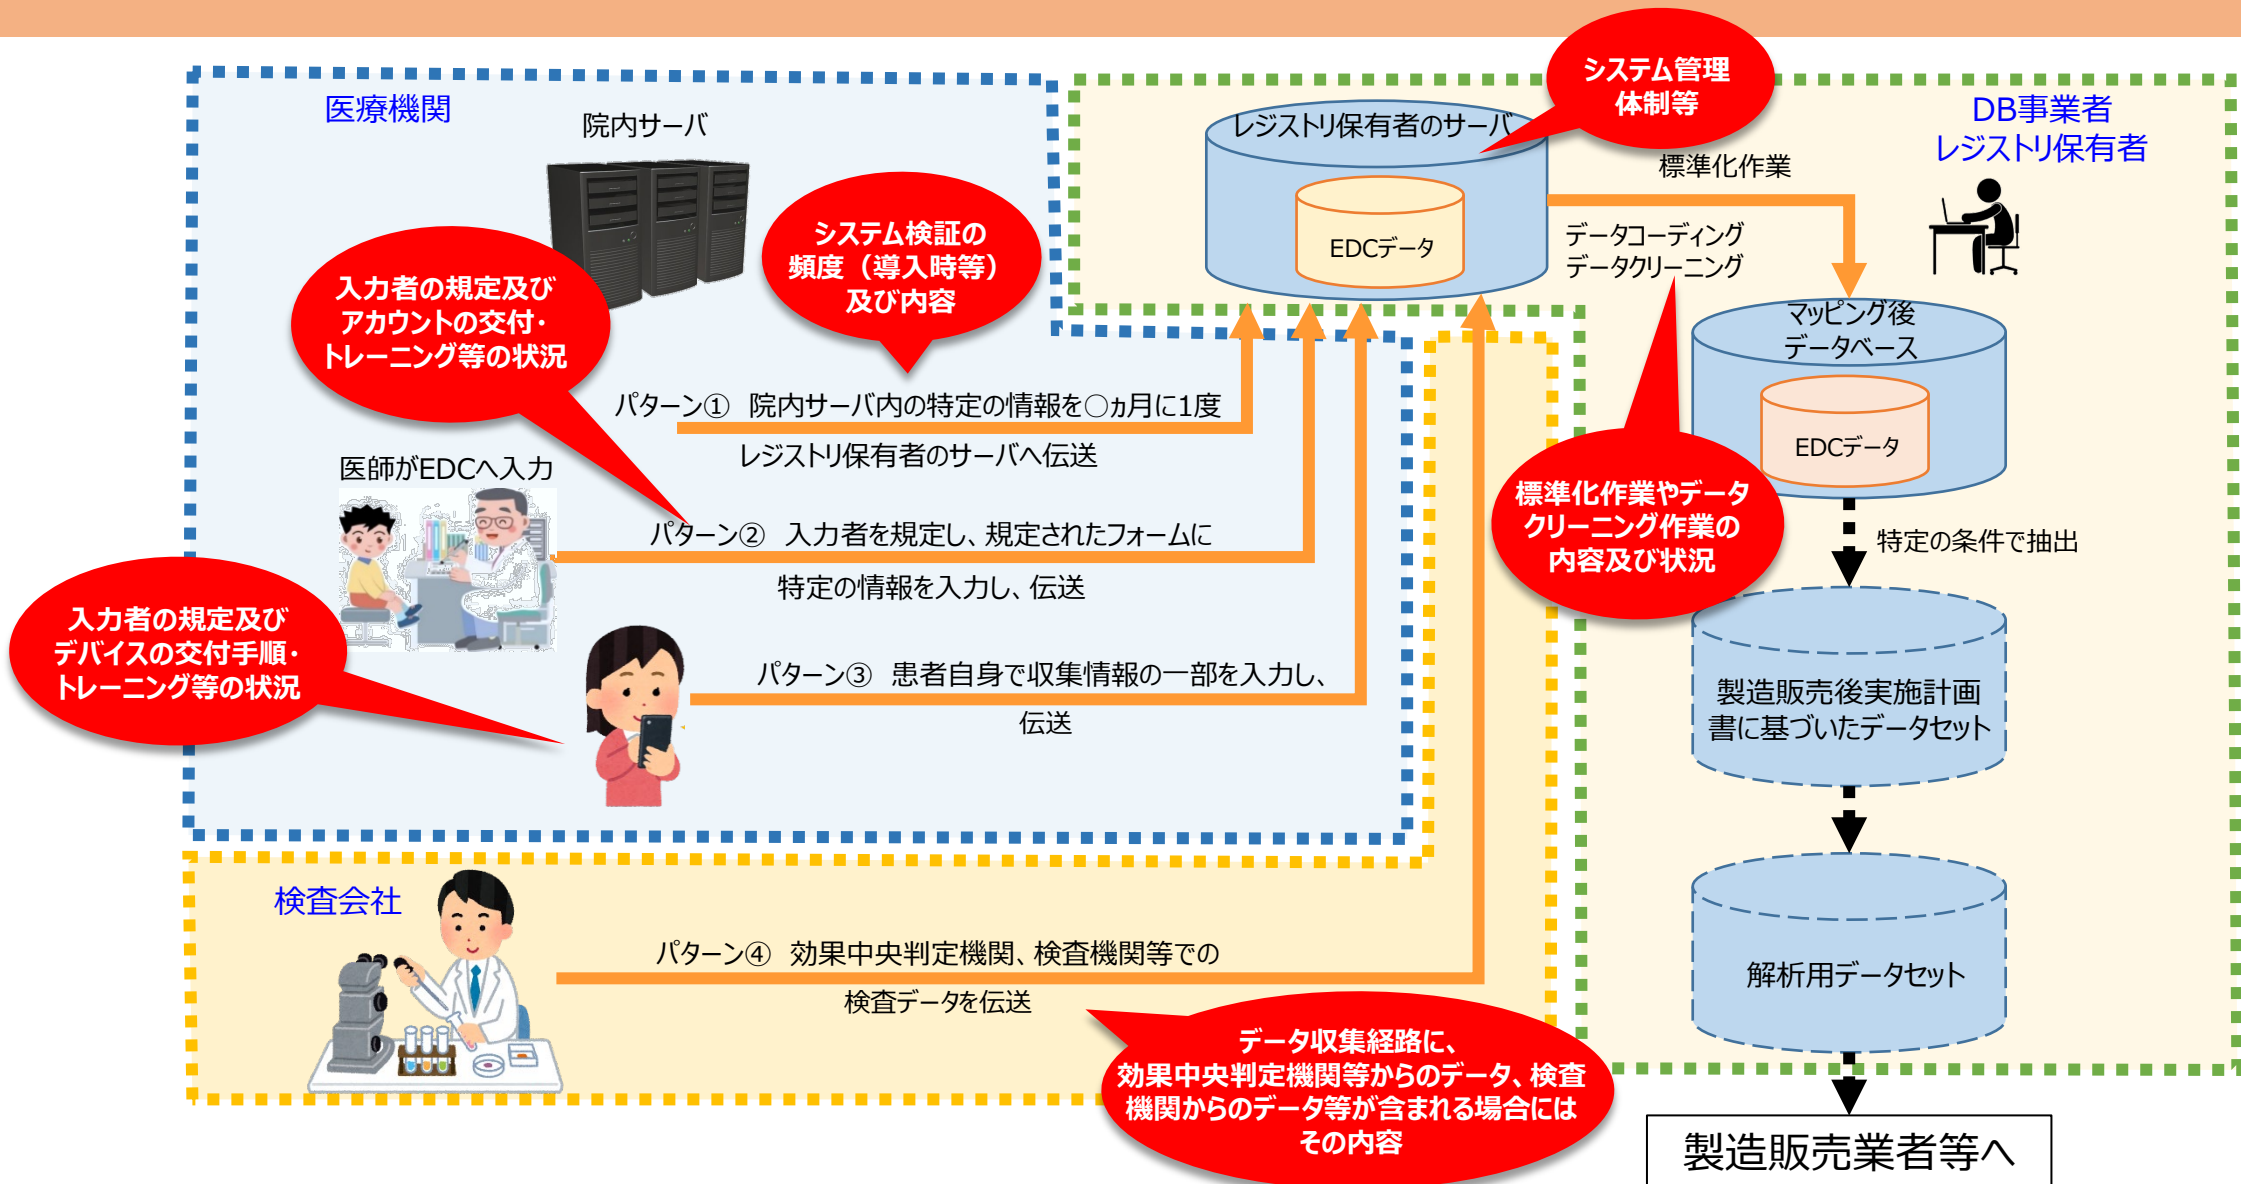 システム管理
体制等
医療機関
院内サーバ
レジストリ保有者のサーバ
EDCデータ
標準化作業
データコーディング
データクリーニング
DB事業者
レジストリ保有者
システム検証の
頻度（導入時等）
及び内容
入力者の規定及び
アカウントの交付・
トレーニング等の状況
マッピング後
データベース
EDCデータ
パターン①　院内サーバ内の特定の情報を○ヵ月に1度
レジストリ保有者のサーバへ伝送
医師がEDCへ入力
パターン②　入力者を規定し、規定されたフォームに
特定の情報を入力し、伝送
標準化作業やデータ
クリーニング作業の
内容及び状況
特定の条件で抽出
入力者の規定及び
デバイスの交付手順・
トレーニング等の状況
パターン③　患者自身で収集情報の一部を入力し、
伝送
製造販売後実施計画
書に基づいたデータセット
検査会社
パターン④　効果中央判定機関、検査機関等での
検査データを伝送
解析用データセット
データ収集経路に、
効果中央判定機関等からのデータ、検査
機関からのデータ等が含まれる場合には
その内容
製造販売業者等へ